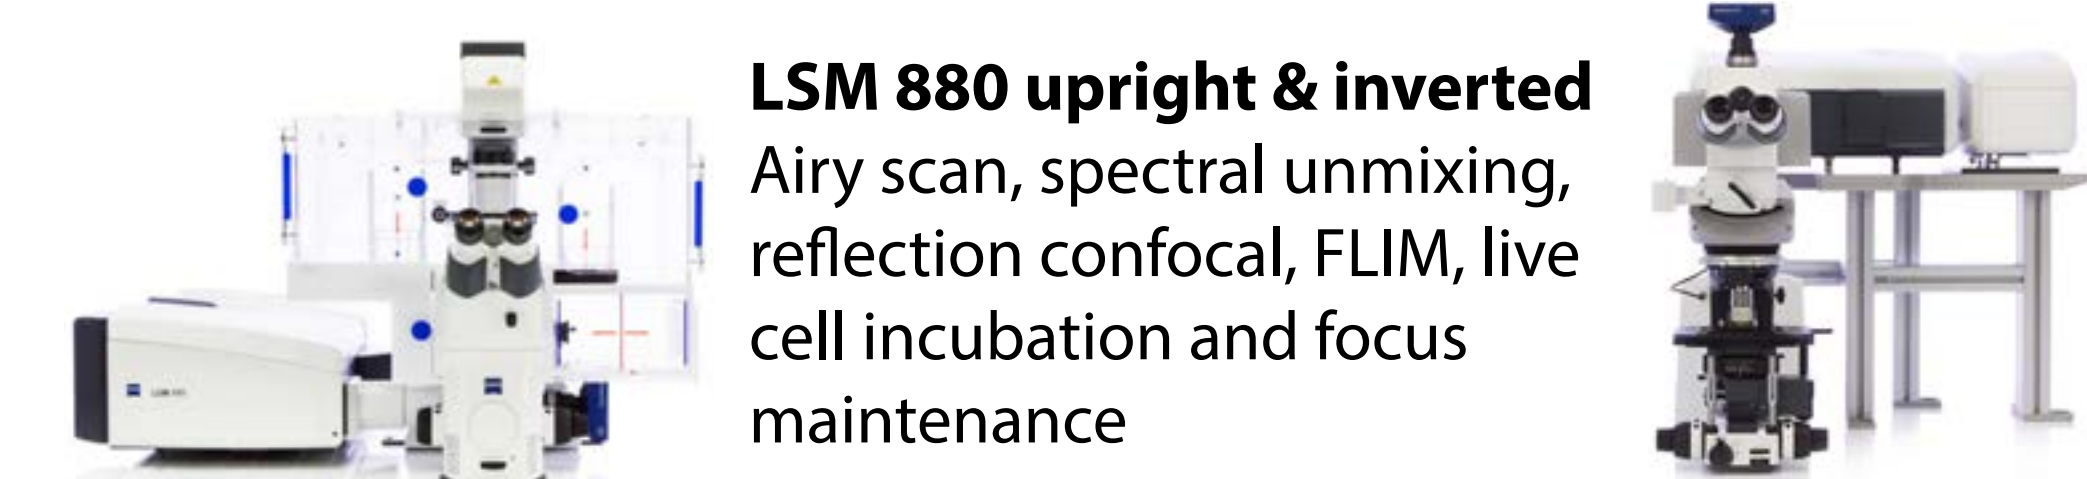 LSM 880 upright & inverted
Airy scan, spectral unmixing,
reflection confocal, FLIM, live
cell incubation and focus
maintenance